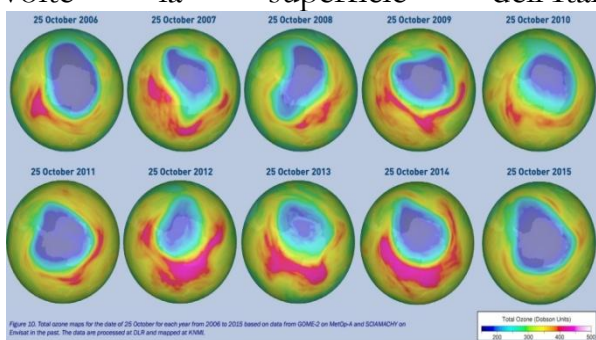 volte la superficie dell'Ital
25 October 2006 25 October 2007 25 October 2008 25 October 2009 25 October 2010
25 October 2011 25 October 2012 25 October 2013 25 October 2014 25 October 2015
Figure 10. Total ozone maps for the date of 25 October for each year from 2006 to 2015 based on data from GOME-2 on MetOp-A and SCIAMACHY on
Envisat in the past. The data are processed at DLR and mapped at KNMI.
Total Ozone (Dobson Units)
200 300 400 500